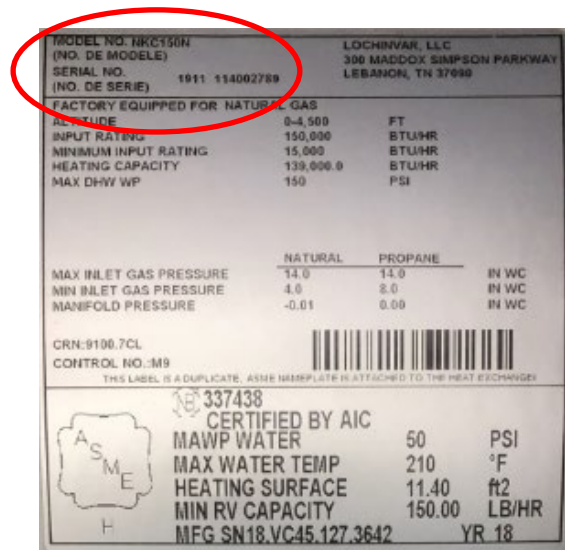 MODEL NO. NKC150N
(NO. DE MODELE)
SERIAL NO. 1911 114002789
(NO. DE SERIE)
LOCHINVAR, LLC
300 MADDOX SIMPSON PARKWAY
LEBANON, TN 37090
FACTORY EQUIPPED FOR NATURAL GAS
ALTITUDE 0-4,500 FT
INPUT RATING 150,000 BTU/HR
MINIMUM INPUT RATING 15,000 BTU/HR
HEATING CAPACITY 139,000.0 BTU/HR
MAX DHW WP 150 PSI
NATURAL PROPANE
MAX INLET GAS PRESSURE 14.0 14.0 IN WC
MIN INLET GAS PRESSURE 4.0 8.0 IN WC
MANIFOLD PRESSURE -0.01 0.00 IN WC
CRN:9100.7CL
CONTROL NO.:M9
THIS LABEL IS A DUPLICATE, ASME NAMEPLATE IS ATTACHED TO THE HEAT EXCHANGER
NB 337438
CERTIFIED BY AIC
MAWP WATER 50 PSI
MAX WATER TEMP 210 °F
HEATING SURFACE 11.40 ft2
MIN RV CAPACITY 150.00 LB/HR
MFG SN18.VC45.127.3642 YR 18
ASME
H